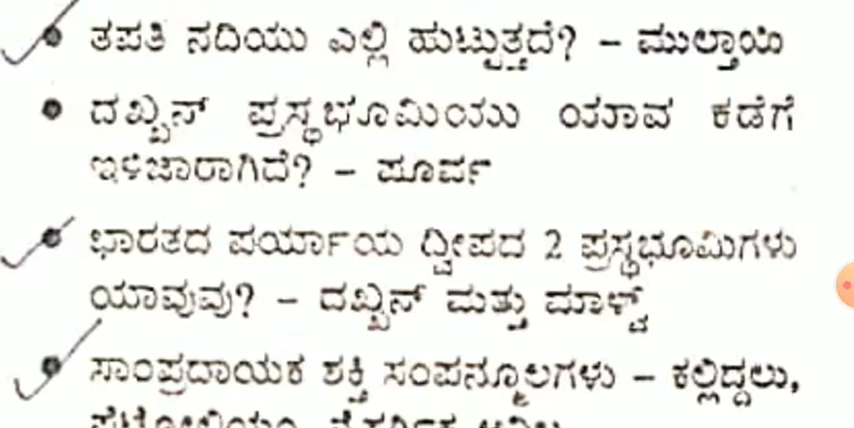 • ತಪತಿ ನದಿಯು ಎಲ್ಲಿ ಹುಟ್ಟುತ್ತದೆ? – ಮುಲ್ತಾಯಿ
• ದಖ್ಖನ್ ಪ್ರಸ್ಥಭೂಮಿಯು ಯಾವ ಕಡೆಗೆ
ಇಳಿಜಾರಾಗಿದೆ? – ಪೂರ್ವ
• ಭಾರತದ ಪರ್ಯಾಯ ದ್ವೀಪದ 2 ಪ್ರಸ್ಥಭೂಮಿಗಳು
ಯಾವುವು? – ದಖ್ಖನ್ ಮತ್ತು ಮಾಳ್ವ್
• ಸಾಂಪ್ರದಾಯಕ ಶಕ್ತಿ ಸಂಪನ್ಮೂಲಗಳು – ಕಲ್ಲಿದ್ದಲು,